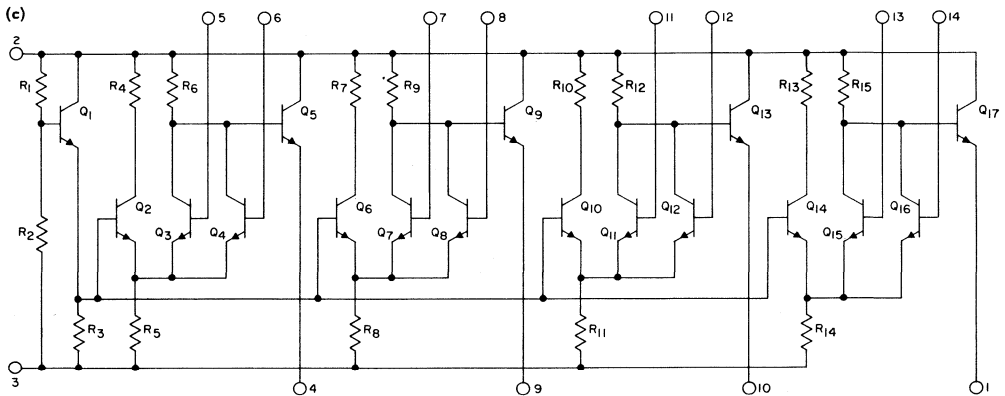 (c)
5 6 7 8 11 12 13 14
2
R1 R4 R6 R7 R9 R10 R12 R13 R15
Q1 Q5 Q9 Q13 Q17
Q2 Q6 Q10 Q14
R2 Q3 Q4 Q7 Q8 Q11 Q12 Q15 Q16
R3 R5 R8 R11 R14
3
4 9 10 1